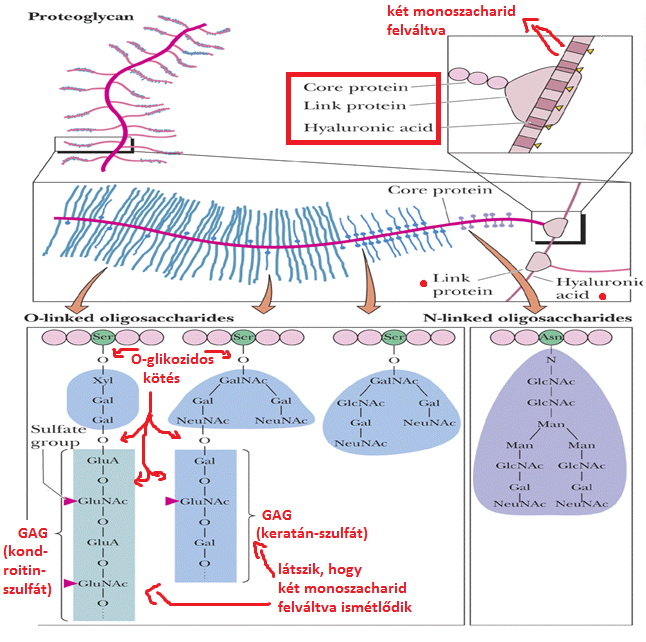 Proteoglycan
két monoszacharid
felváltva
Core protein
Link protein
Hyaluronic acid
Core protein
Link
protein
Hyaluronic
acid
O-linked oligosaccharides
N-linked oligosaccharides
Ser
O
Xyl
Gal
Gal
O
GluA
O
GluNAc
O
GluA
O
GluNAc
O
Sulfate
group
GAG
(kond-
roitin-
szulfát)
O-glikozidos
kötés
Ser
O
GalNAc
Gal
Gal
NeuNAc
NeuNAc
O
Gal
O
GluNAc
O
Gal
O
GAG
(keratán-szulfát)
látszik, hogy
két monoszacharid
felváltva ismétlődik
Ser
O
GalNAc
GlcNAc
Gal
Gal
NeuNAc
NeuNAc
Asn
N
GlcNAc
GlcNAc
Man
Man Man
GlcNAc GlcNAc
Gal Gal
NeuNAc NeuNAc